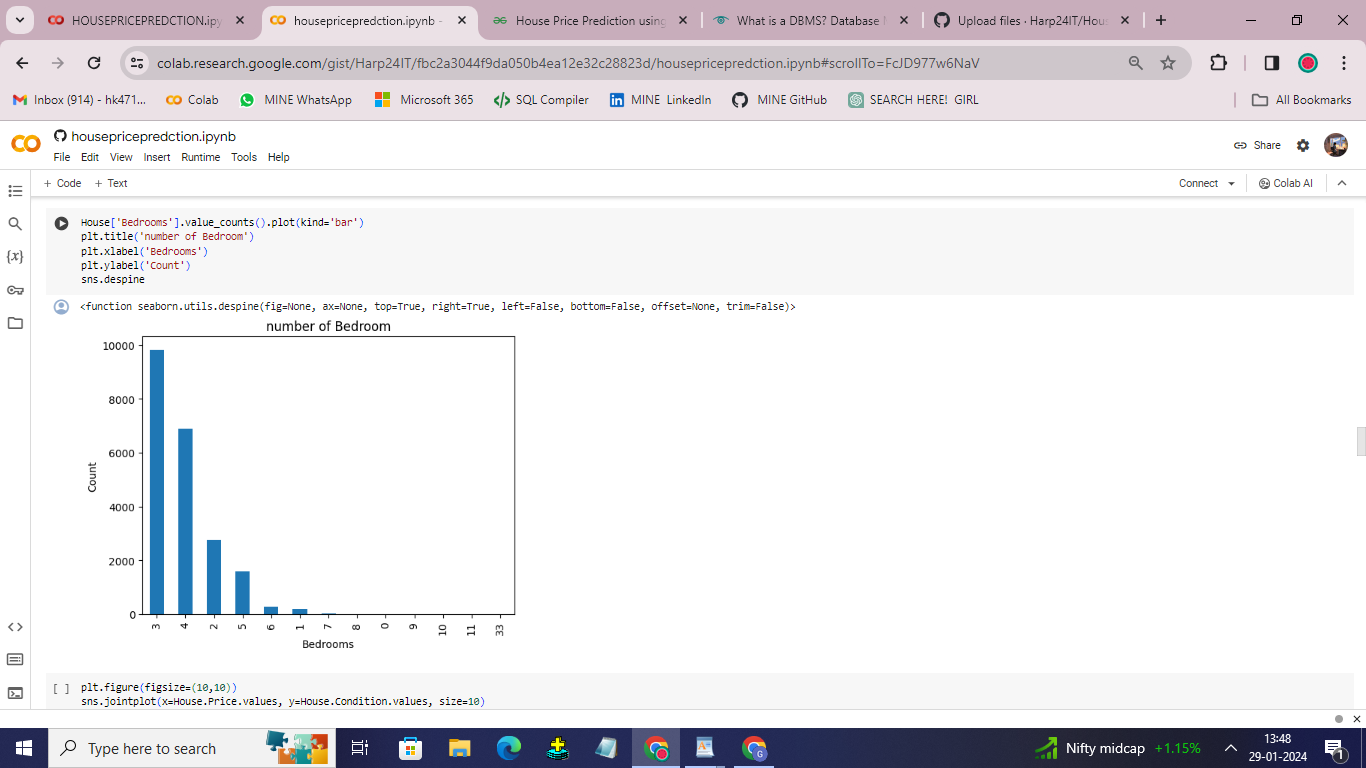 HOUSEPRICEPREDCTION.ipy
housepricepredction.ipynb -
House Price Prediction using
What is a DBMS? Database
Upload files · Harp24IT/Hou
colab.research.google.com/gist/Harp24IT/fbc2a3044f9da050b4ea12e32c28823d/housepricepredction.ipynb#scrollTo=FcJD977w6NaV
Inbox (914) - hk471...
Colab
MINE WhatsApp
Microsoft 365
SQL Compiler
MINE LinkedIn
MINE GitHub
SEARCH HERE! GIRL
All Bookmarks
housepricepredction.ipynb
Share
File Edit View Insert Runtime Tools Help
+ Code + Text
Connect
Colab AI
House['Bedrooms'].value_counts().plot(kind='bar')
plt.title('number of Bedroom')
plt.xlabel('Bedrooms')
plt.ylabel('Count')
sns.despine
<function seaborn.utils.despine(fig=None, ax=None, top=True, right=True, left=False, bottom=False, offset=None, trim=False)>
number of Bedroom
10000
8000
6000
4000
2000
0
Count
3 4 2 5 6 1 7 8 0 9 10 11 33
Bedrooms
[ ] plt.figure(figsize=(10,10))
sns.jointplot(x=House.Price.values, y=House.Condition.values, size=10)
Type here to search
Nifty midcap +1.15%
13:48
29-01-2024
1